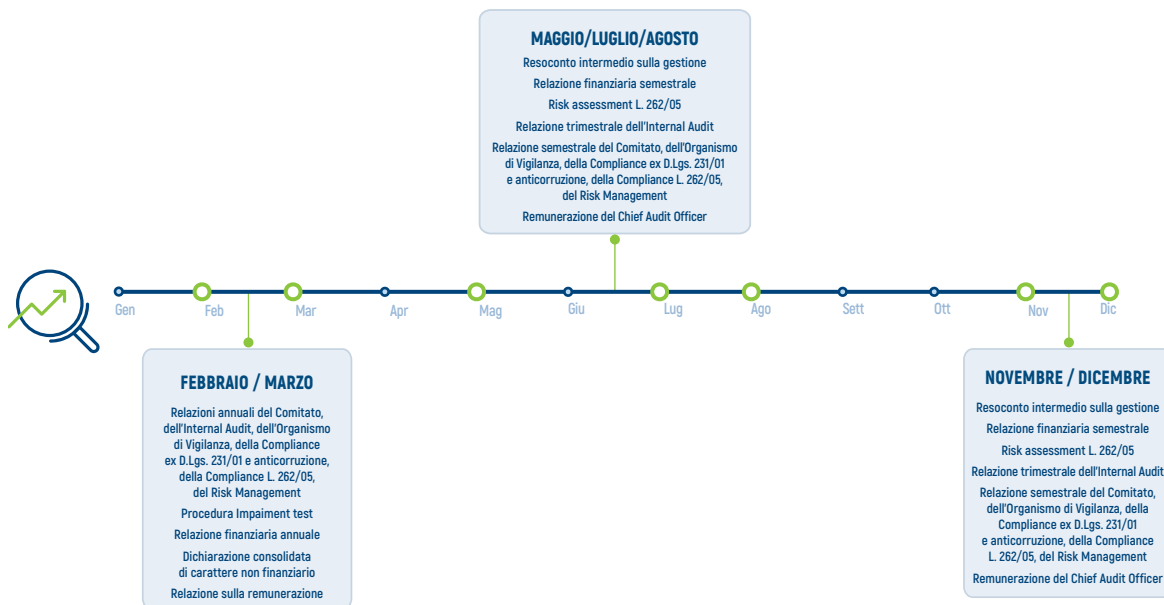 MAGGIO/LUGLIO/AGOSTO
Resoconto intermedio sulla gestione
Relazione finanziaria semestrale
Risk assessment L. 262/05
Relazione trimestrale dell'Internal Audit
Relazione semestrale del Comitato, dell'Organismo
di Vigilanza, della Compliance ex D.Lgs. 231/01
e anticorruzione, della Compliance L. 262/05,
del Risk Management
Remunerazione del Chief Audit Officer
Gen Feb Mar Apr Mag Giu Lug Ago Sett Ott Nov Dic
FEBBRAIO / MARZO
Relazioni annuali del Comitato,
dell'Internal Audit, dell'Organismo
di Vigilanza, della Compliance
ex D.Lgs. 231/01 e anticorruzione,
della Compliance L. 262/05,
del Risk Management
Procedura Impaiment test
Relazione finanziaria annuale
Dichiarazione consolidata
di carattere non finanziario
Relazione sulla remunerazione
NOVEMBRE / DICEMBRE
Resoconto intermedio sulla gestione
Relazione finanziaria semestrale
Risk assessment L. 262/05
Relazione trimestrale dell'Internal Audit
Relazione semestrale del Comitato,
dell'Organismo di Vigilanza, della
Compliance ex D.Lgs. 231/01
e anticorruzione, della Compliance
L. 262/05, del Risk Management
Remunerazione del Chief Audit Officer